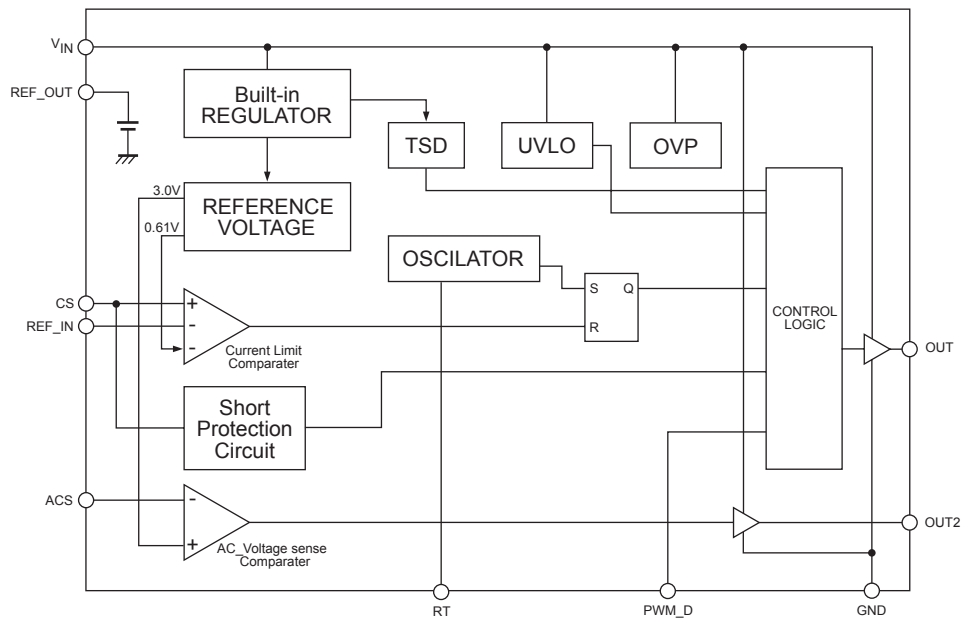 VIN
REF_OUT
Built-in
REGULATOR
TSD
UVLO
OVP
3.0V
REFERENCE
VOLTAGE
0.61V
OSCILATOR
CS
+
S
Q
REF_IN
-
R
-
Current Limit
Comparater
CONTROL
LOGIC
OUT
Short
Protection
Circuit
ACS
-
+
AC_Voltage sense
Comparater
OUT2
RT
PWM_D
GND